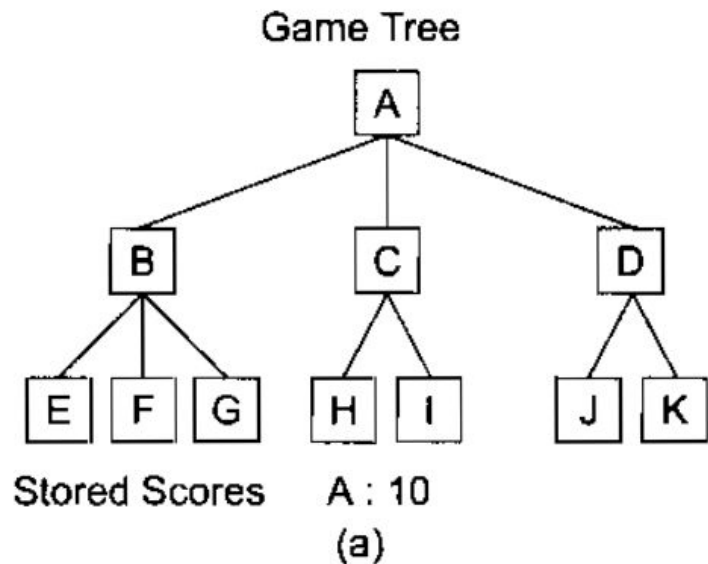 Game Tree
A
B C D
E F G H I J K
Stored Scores A : 10
(a)